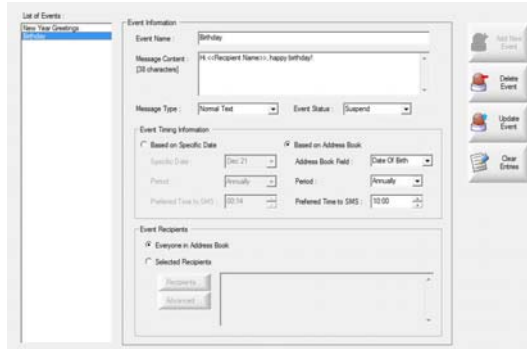 List of Events :
New Year Greetings
Birthday
Event Information
Event Name :
Birthday
Message Content :
[38 characters]
Hi <<Recipient Name>>, happy birthday!
Message Type :
Normal Text
Event Status :
Suspend
Event Timing Information
Based on Specific Date
Based on Address Book
Specific Date :
Dec 21
Address Book Field :
Date Of Birth
Period :
Annually
Period :
Annually
Preferred Time to SMS :
00:14
Preferred Time to SMS :
10:00
Event Recipients
Everyone in Address Book
Selected Recipients
Recipients
Advanced
Add New
Event
Delete
Event
Update
Event
Clear
Entries